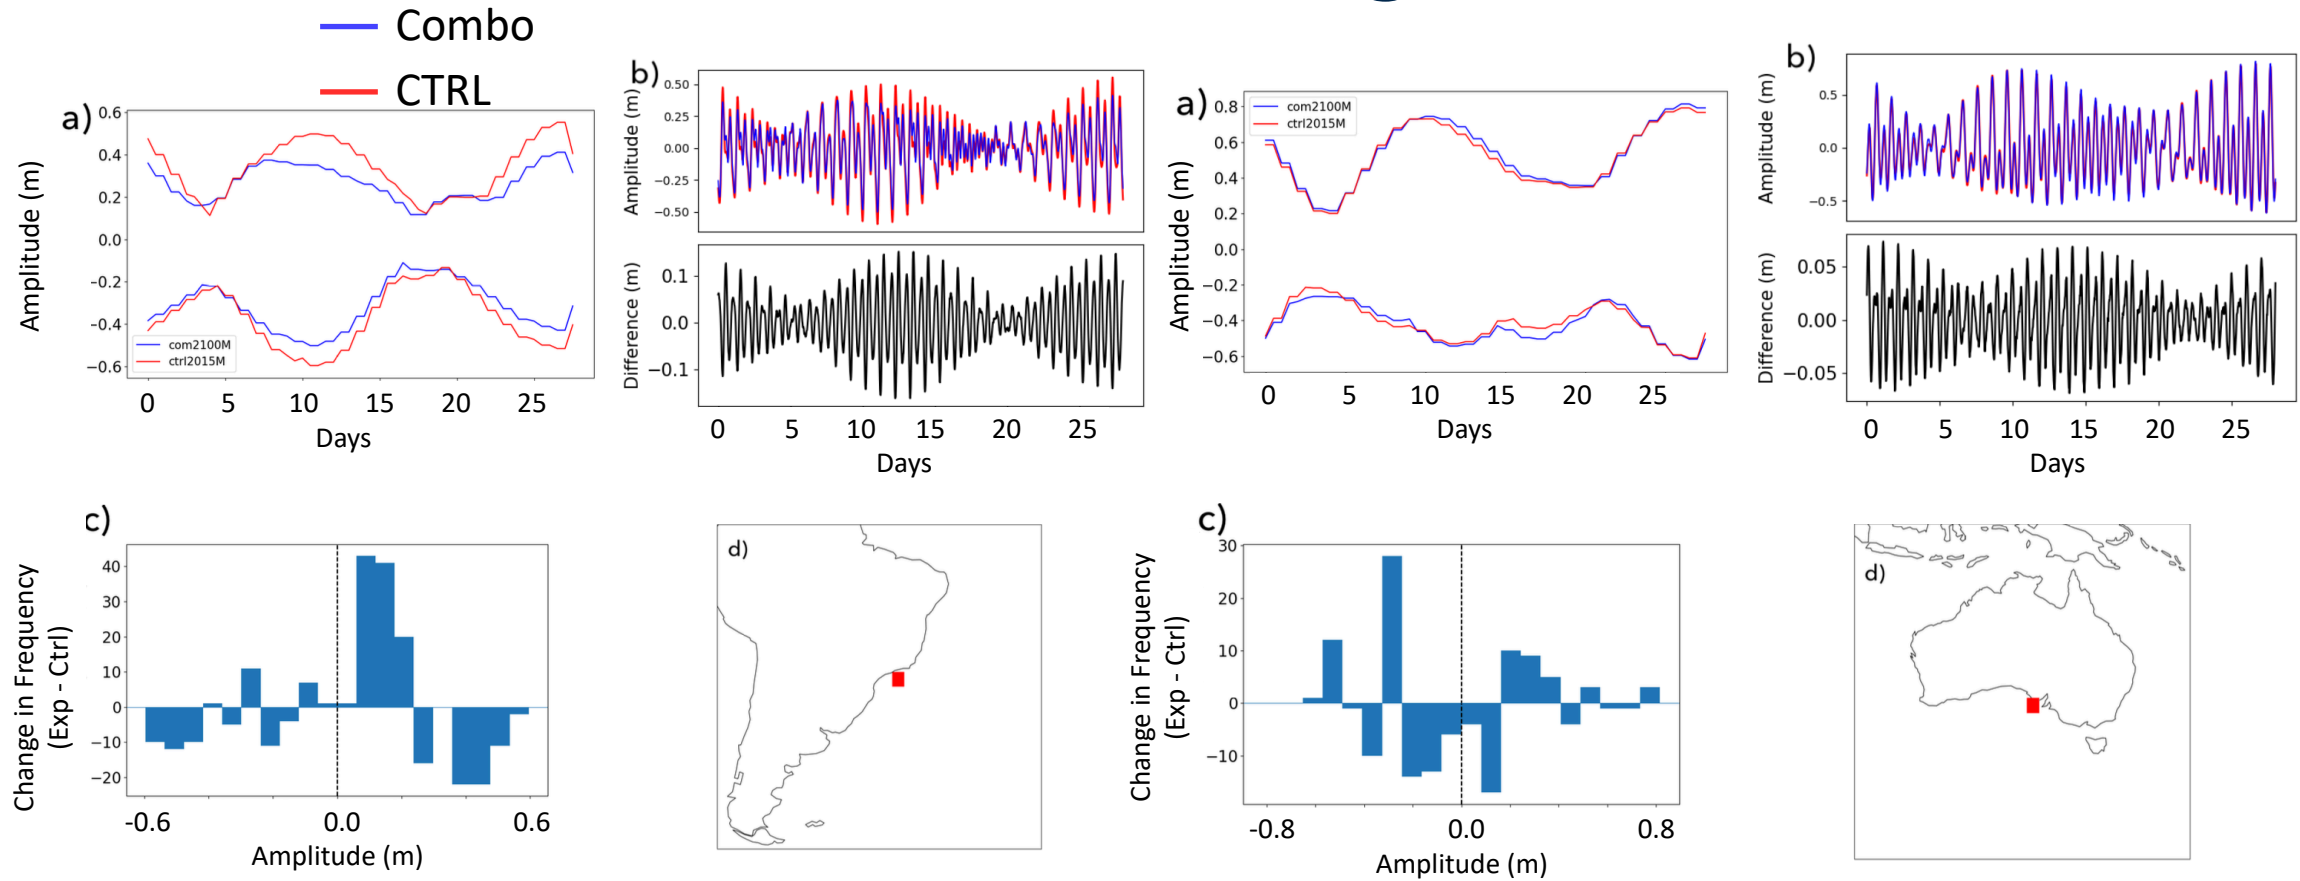 Combo
CTRL
a)
0.6
0.4
0.2
0.0
−0.2
−0.4
−0.6
Amplitude (m)
com2100M
ctrl2015M
0 5 10 15 20 25
Days
b)
0.50
0.25
0.00
−0.25
−0.50
Amplitude (m)
0.1
0.0
−0.1
Difference (m)
0 5 10 15 20 25
Days
a)
0.8
0.6
0.4
0.2
0.0
−0.2
−0.4
−0.6
Amplitude (m)
com2100M
ctrl2015M
0 5 10 15 20 25
Days
b)
0.5
0.0
−0.5
Amplitude (m)
0.05
0.00
−0.05
Difference (m)
0 5 10 15 20 25
Days
c)
40
30
20
10
0
−10
−20
Change in Frequency
(Exp - Ctrl)
-0.6 0.0 0.6
Amplitude (m)
d)
c)
30
20
10
0
−10
Change in Frequency
(Exp - Ctrl)
-0.8 0.0 0.8
Amplitude (m)
d)